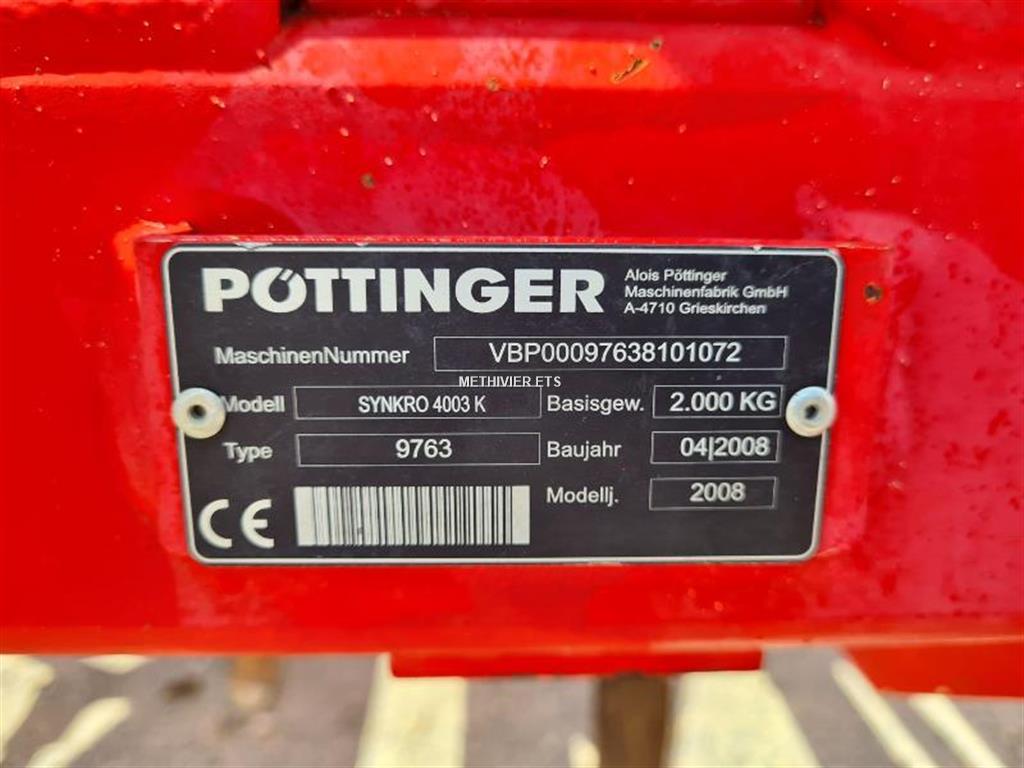 PÖTTINGER
Alois Pöttinger
Maschinenfabrik GmbH
A-4710 Grieskirchen
MaschinenNummer VBP00097638101072
METHIVIER ETS
Modell SYNKRO 4003 K Basisgew. 2.000 KG
Type 9763 Baujahr 04|2008
Modellj. 2008
CE